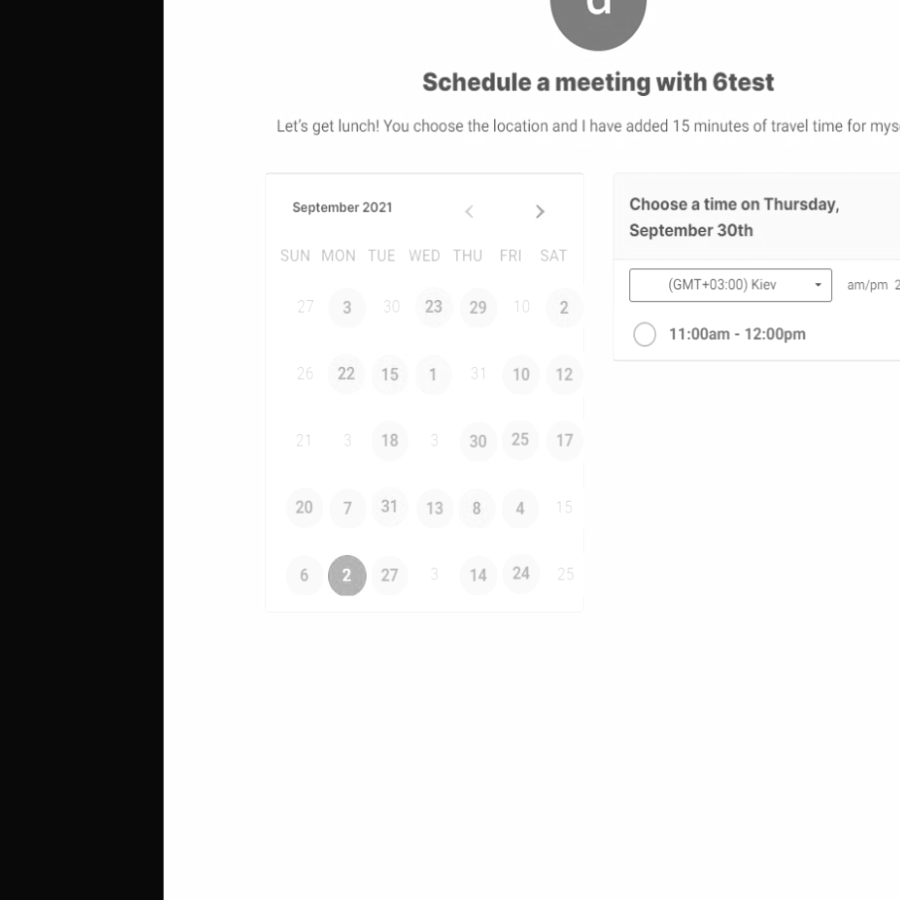 Schedule a meeting with 6test
Let's get lunch! You choose the location and I have added 15 minutes of travel time for
September 2021
SUN MON TUE WED THU FRI SAT
27 3 30 23 29 10 2
26 22 15 1 31 10 12
21 3 18 3 30 25 17
20 7 31 13 8 4 15
6 2 27 3 14 24 25
Choose a time on Thursday,
September 30th
(GMT+03:00) Kiev am/pm
11:00am - 12:00pm